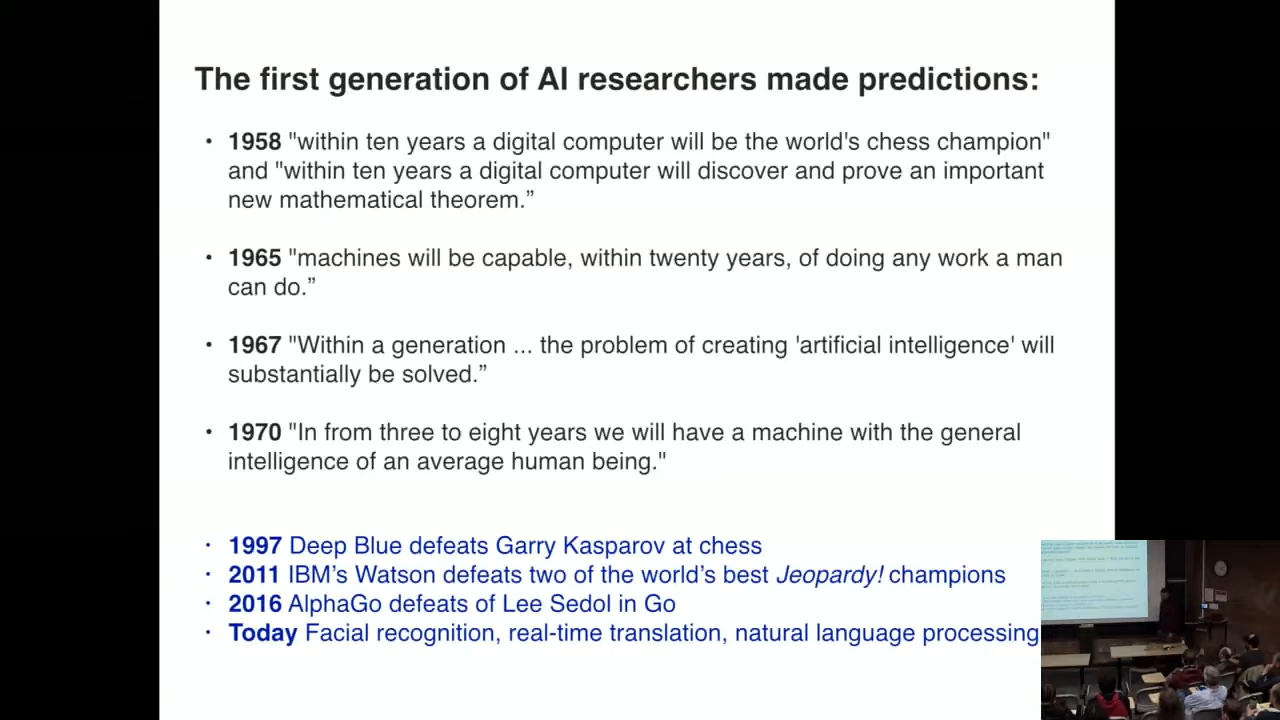 The first generation of AI researchers made predictions:
• 1958 "within ten years a digital computer will be the world's chess champion"
and "within ten years a digital computer will discover and prove an important
new mathematical theorem.”
• 1965 "machines will be capable, within twenty years, of doing any work a man
can do.”
• 1967 "Within a generation ... the problem of creating 'artificial intelligence' will
substantially be solved.”
• 1970 "In from three to eight years we will have a machine with the general
intelligence of an average human being."
• 1997 Deep Blue defeats Garry Kasparov at chess
• 2011 IBM’s Watson defeats two of the world’s best Jeopardy! champions
• 2016 AlphaGo defeats of Lee Sedol in Go
• Today Facial recognition, real-time translation, natural language processing